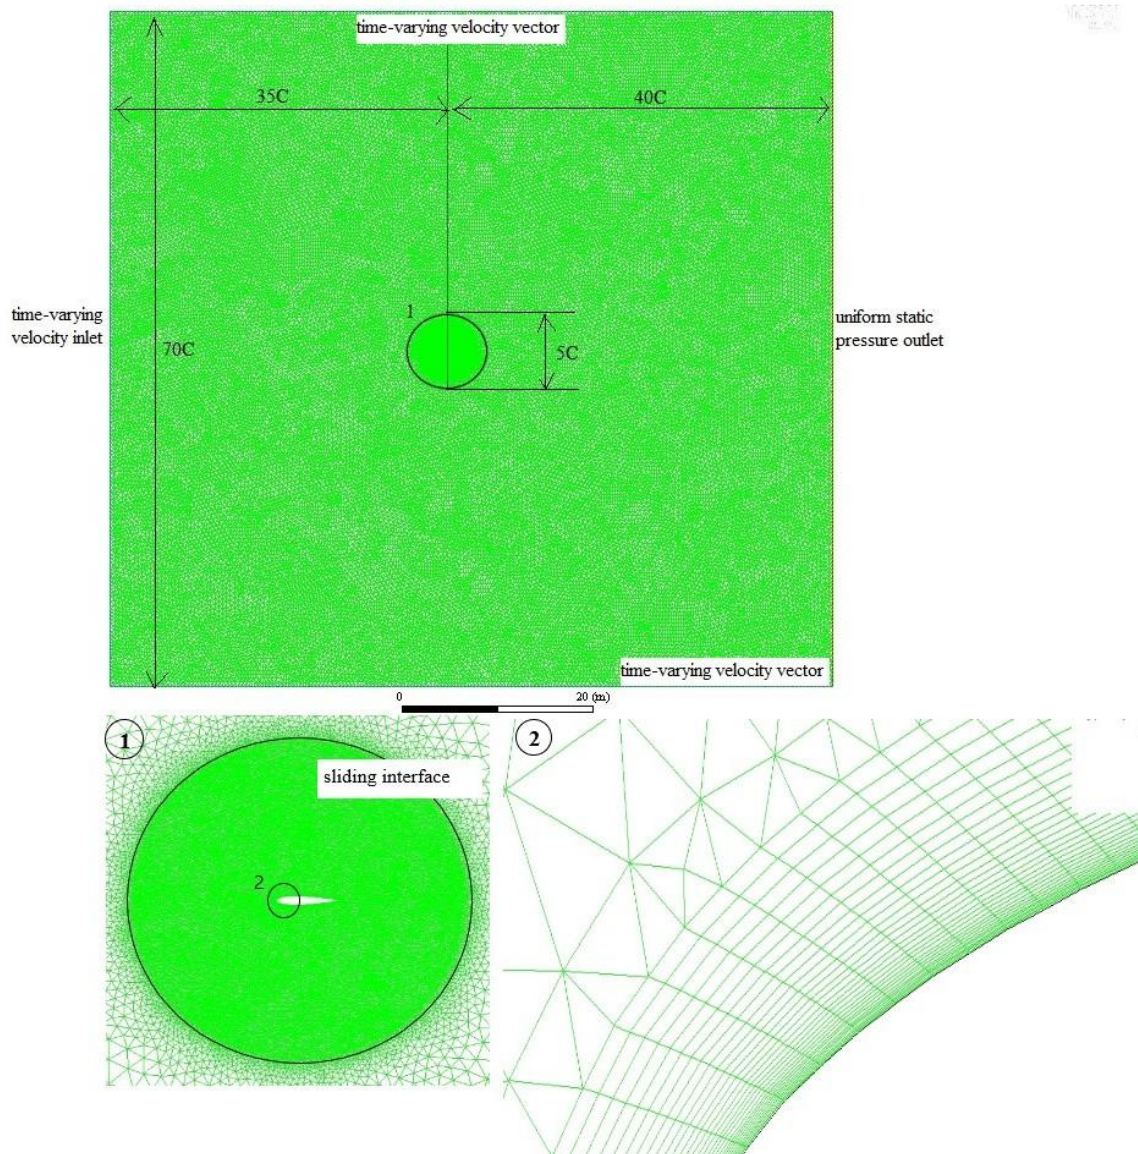 time-varying velocity vector
35C
40C
1
time-varying
velocity inlet
70C
5C
uniform static
pressure outlet
time-varying velocity vector
0
20 (m)
1
sliding interface
2
2